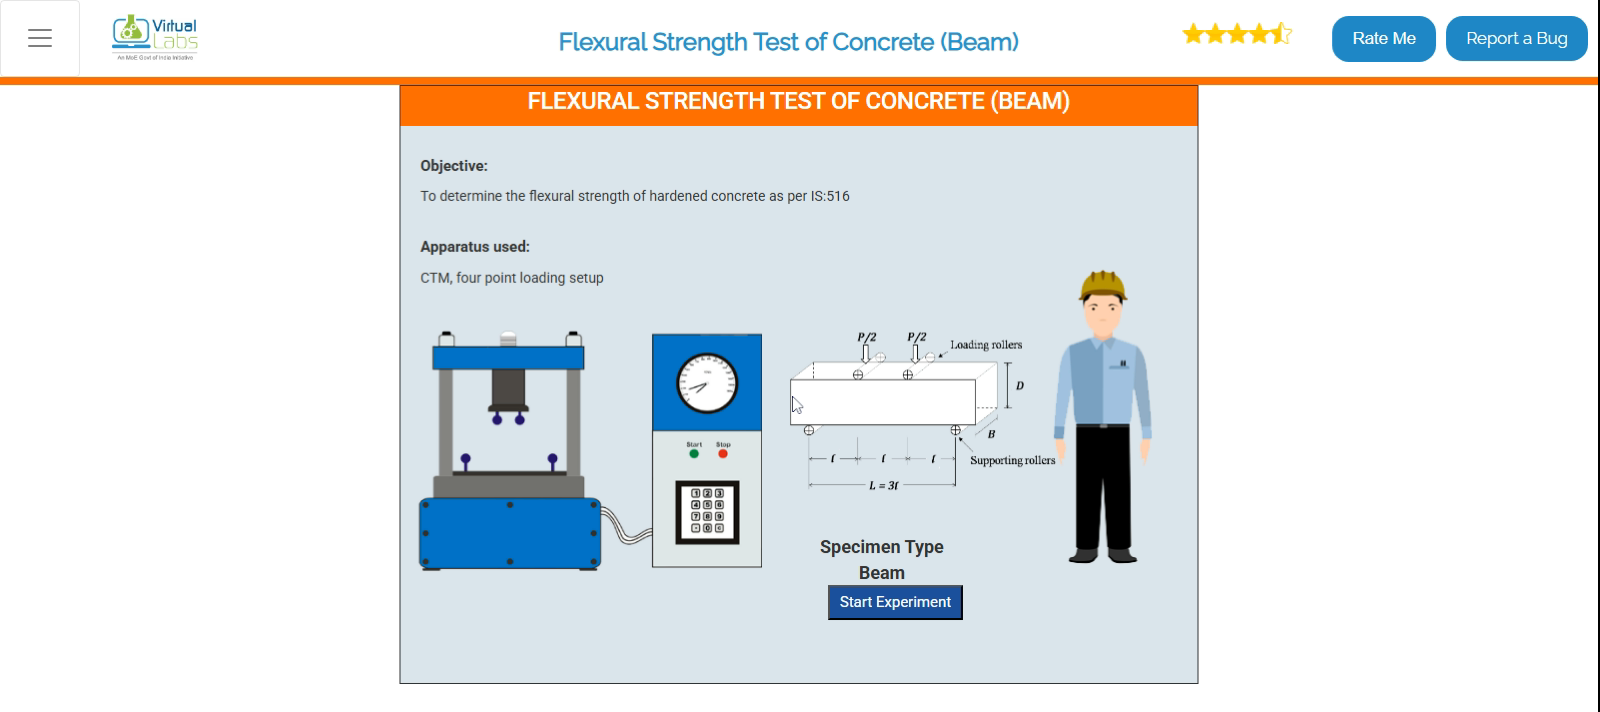 Virtual
Labs
An MoE Govt of India Initiative
Flexural Strength Test of Concrete (Beam)
Rate Me
Report a Bug
FLEXURAL STRENGTH TEST OF CONCRETE (BEAM)
Objective:
To determine the flexural strength of hardened concrete as per IS:516
Apparatus used:
CTM, four point loading setup
P/2 P/2
Loading rollers
D
B
Supporting rollers
ℓ ℓ ℓ
L = 3ℓ
Start Stop
1 2 3
4 5 6
7 8 9
0
Specimen Type
Beam
Start Experiment